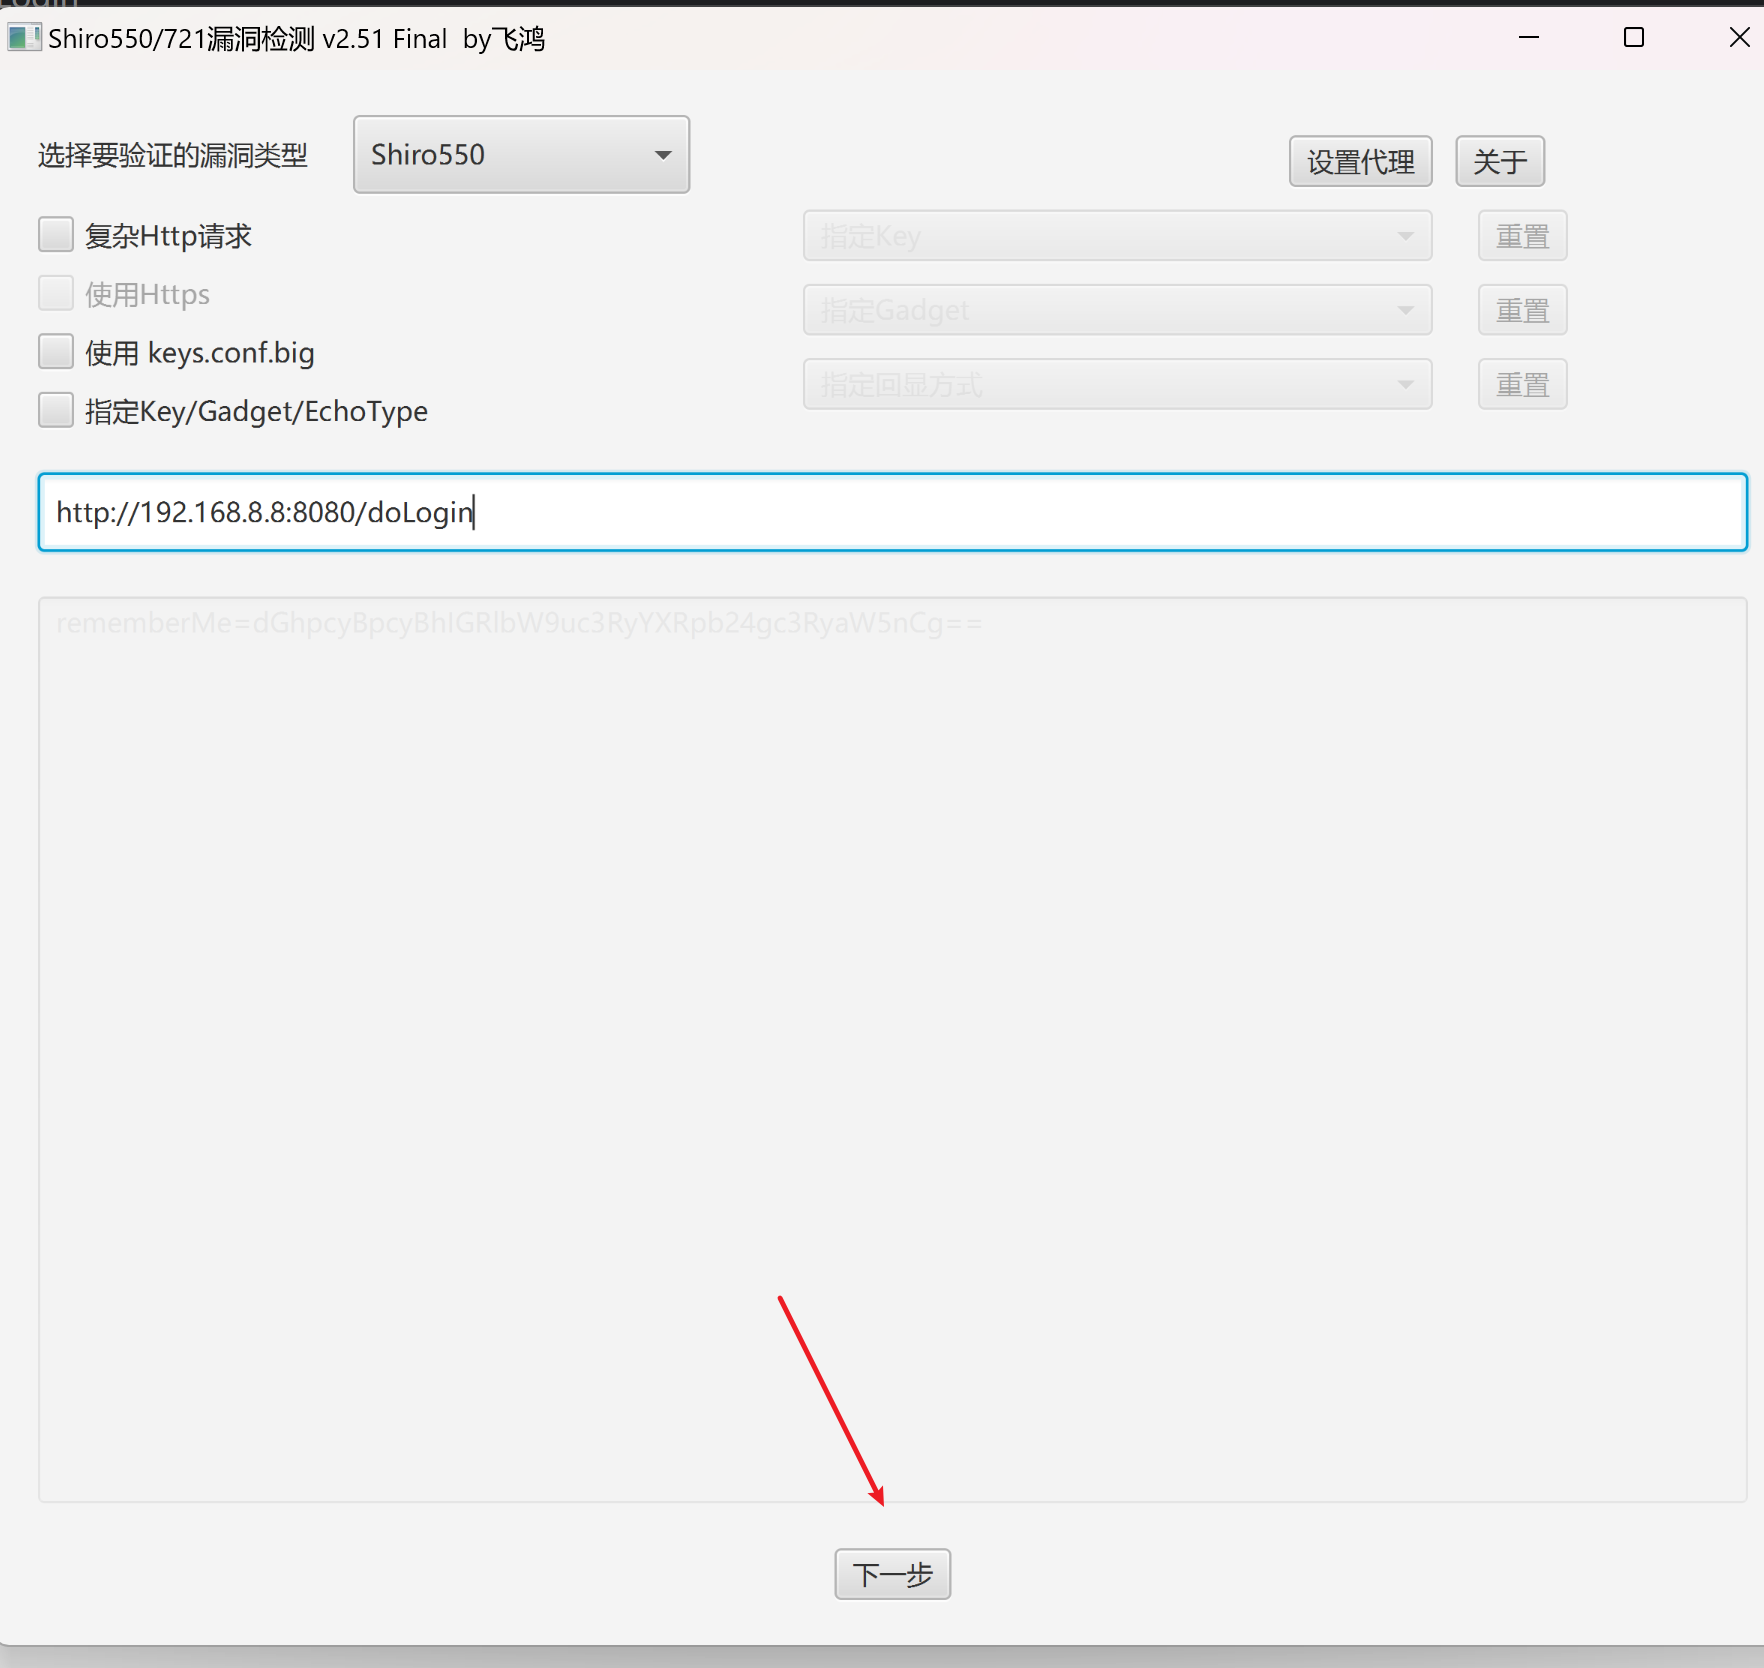 Shiro550/721漏洞检测 v2.51 Final  by飞鸿
选择要验证的漏洞类型
Shiro550
设置代理
关于
复杂Http请求
指定Key
重置
使用Https
指定Gadget
重置
使用 keys.conf.big
指定回显方式
重置
指定Key/Gadget/EchoType
http://192.168.8.8:8080/doLogin
rememberMe=dGhpcyBpcyBhIGRlbW9uc3RyYXRpb24gc3RyaW5nCg==
下一步